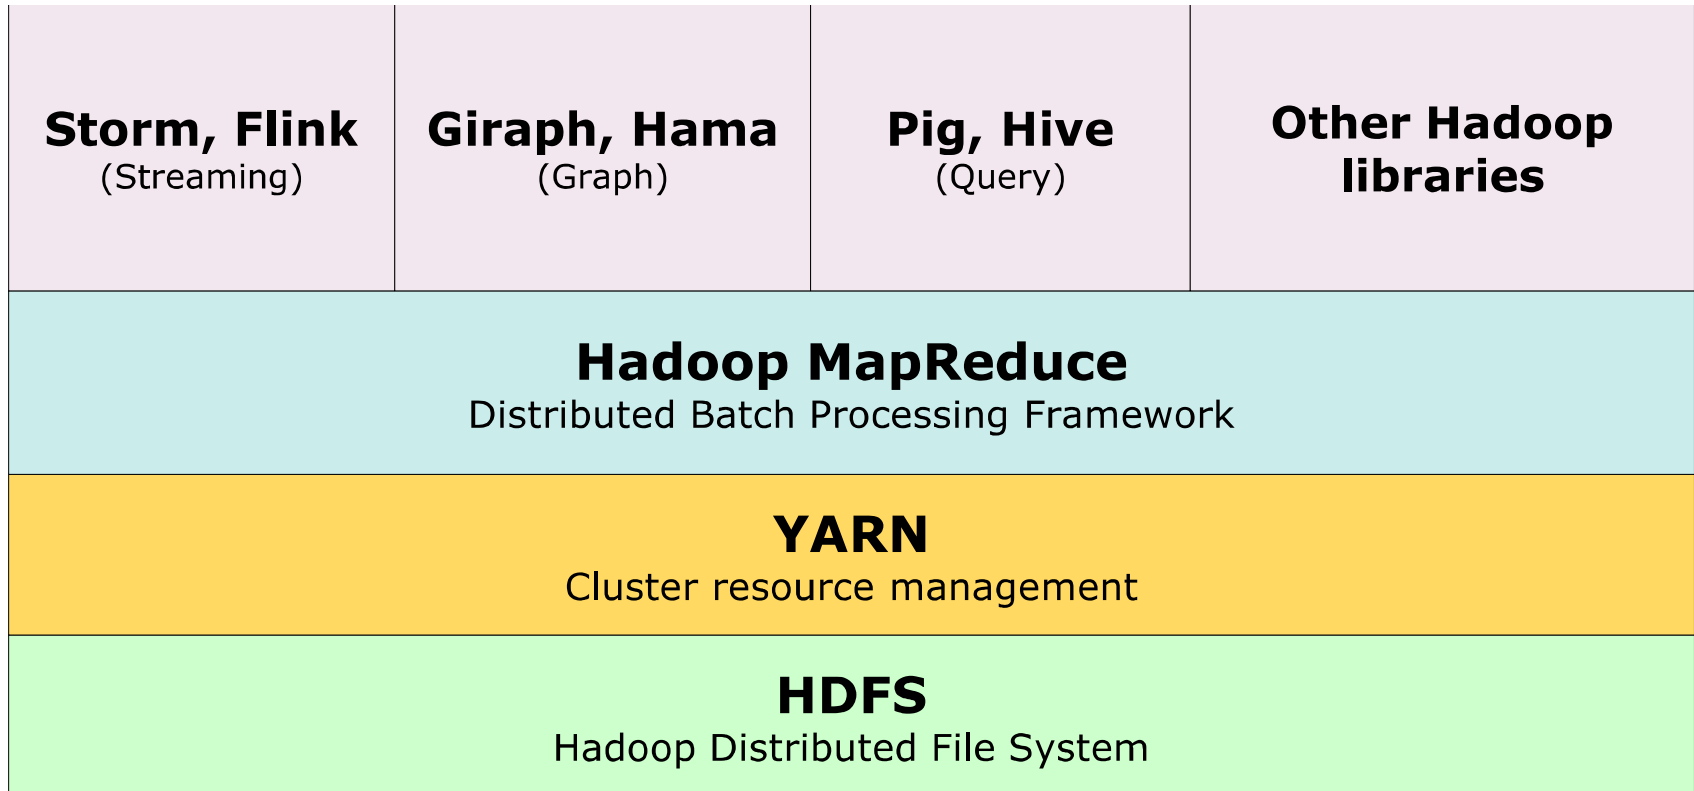 Storm, Flink
(Streaming)
Giraph, Hama
(Graph)
Pig, Hive
(Query)
Other Hadoop
libraries
Hadoop MapReduce
Distributed Batch Processing Framework
YARN
Cluster resource management
HDFS
Hadoop Distributed File System